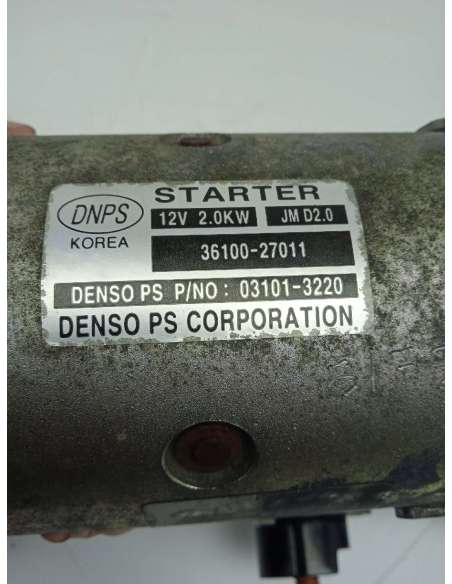 STARTER
DNPS
12V 2.0KW JM D2.0
KOREA
36100-27011
DENSO PS P/NO : 03101-3220
DENSO PS CORPORATION